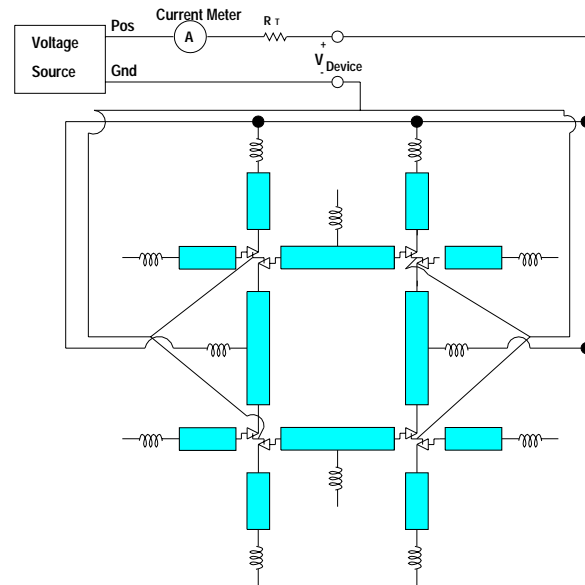 Current Meter
Pos
R T
Voltage
Source
A
+
V Device
-
Gnd